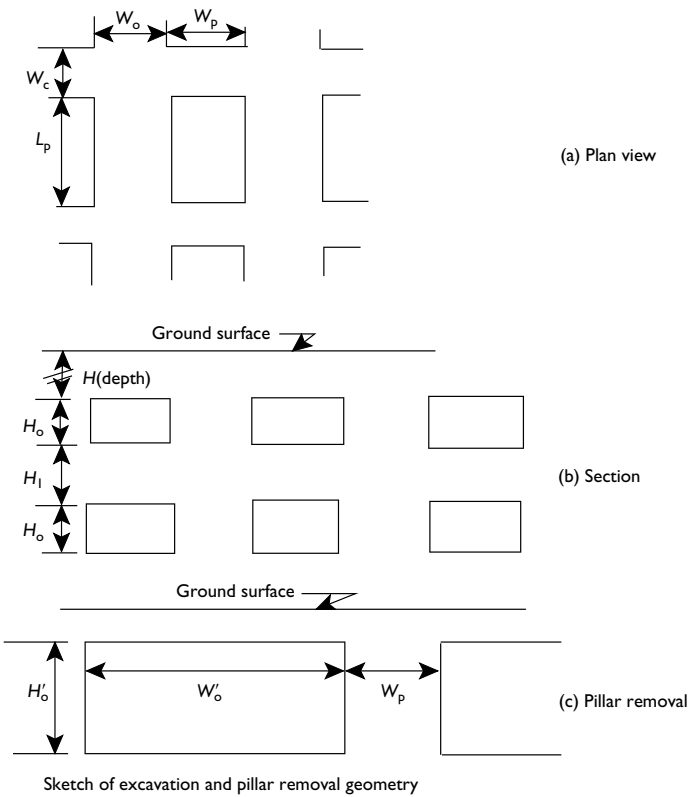 Wo Wp
Wc
Lp
(a) Plan view
Ground surface
H(depth)
Ho
H1
(b) Section
Ho
Ground surface
H′o
W′o
Wp
(c) Pillar removal
Sketch of excavation and pillar removal geometry